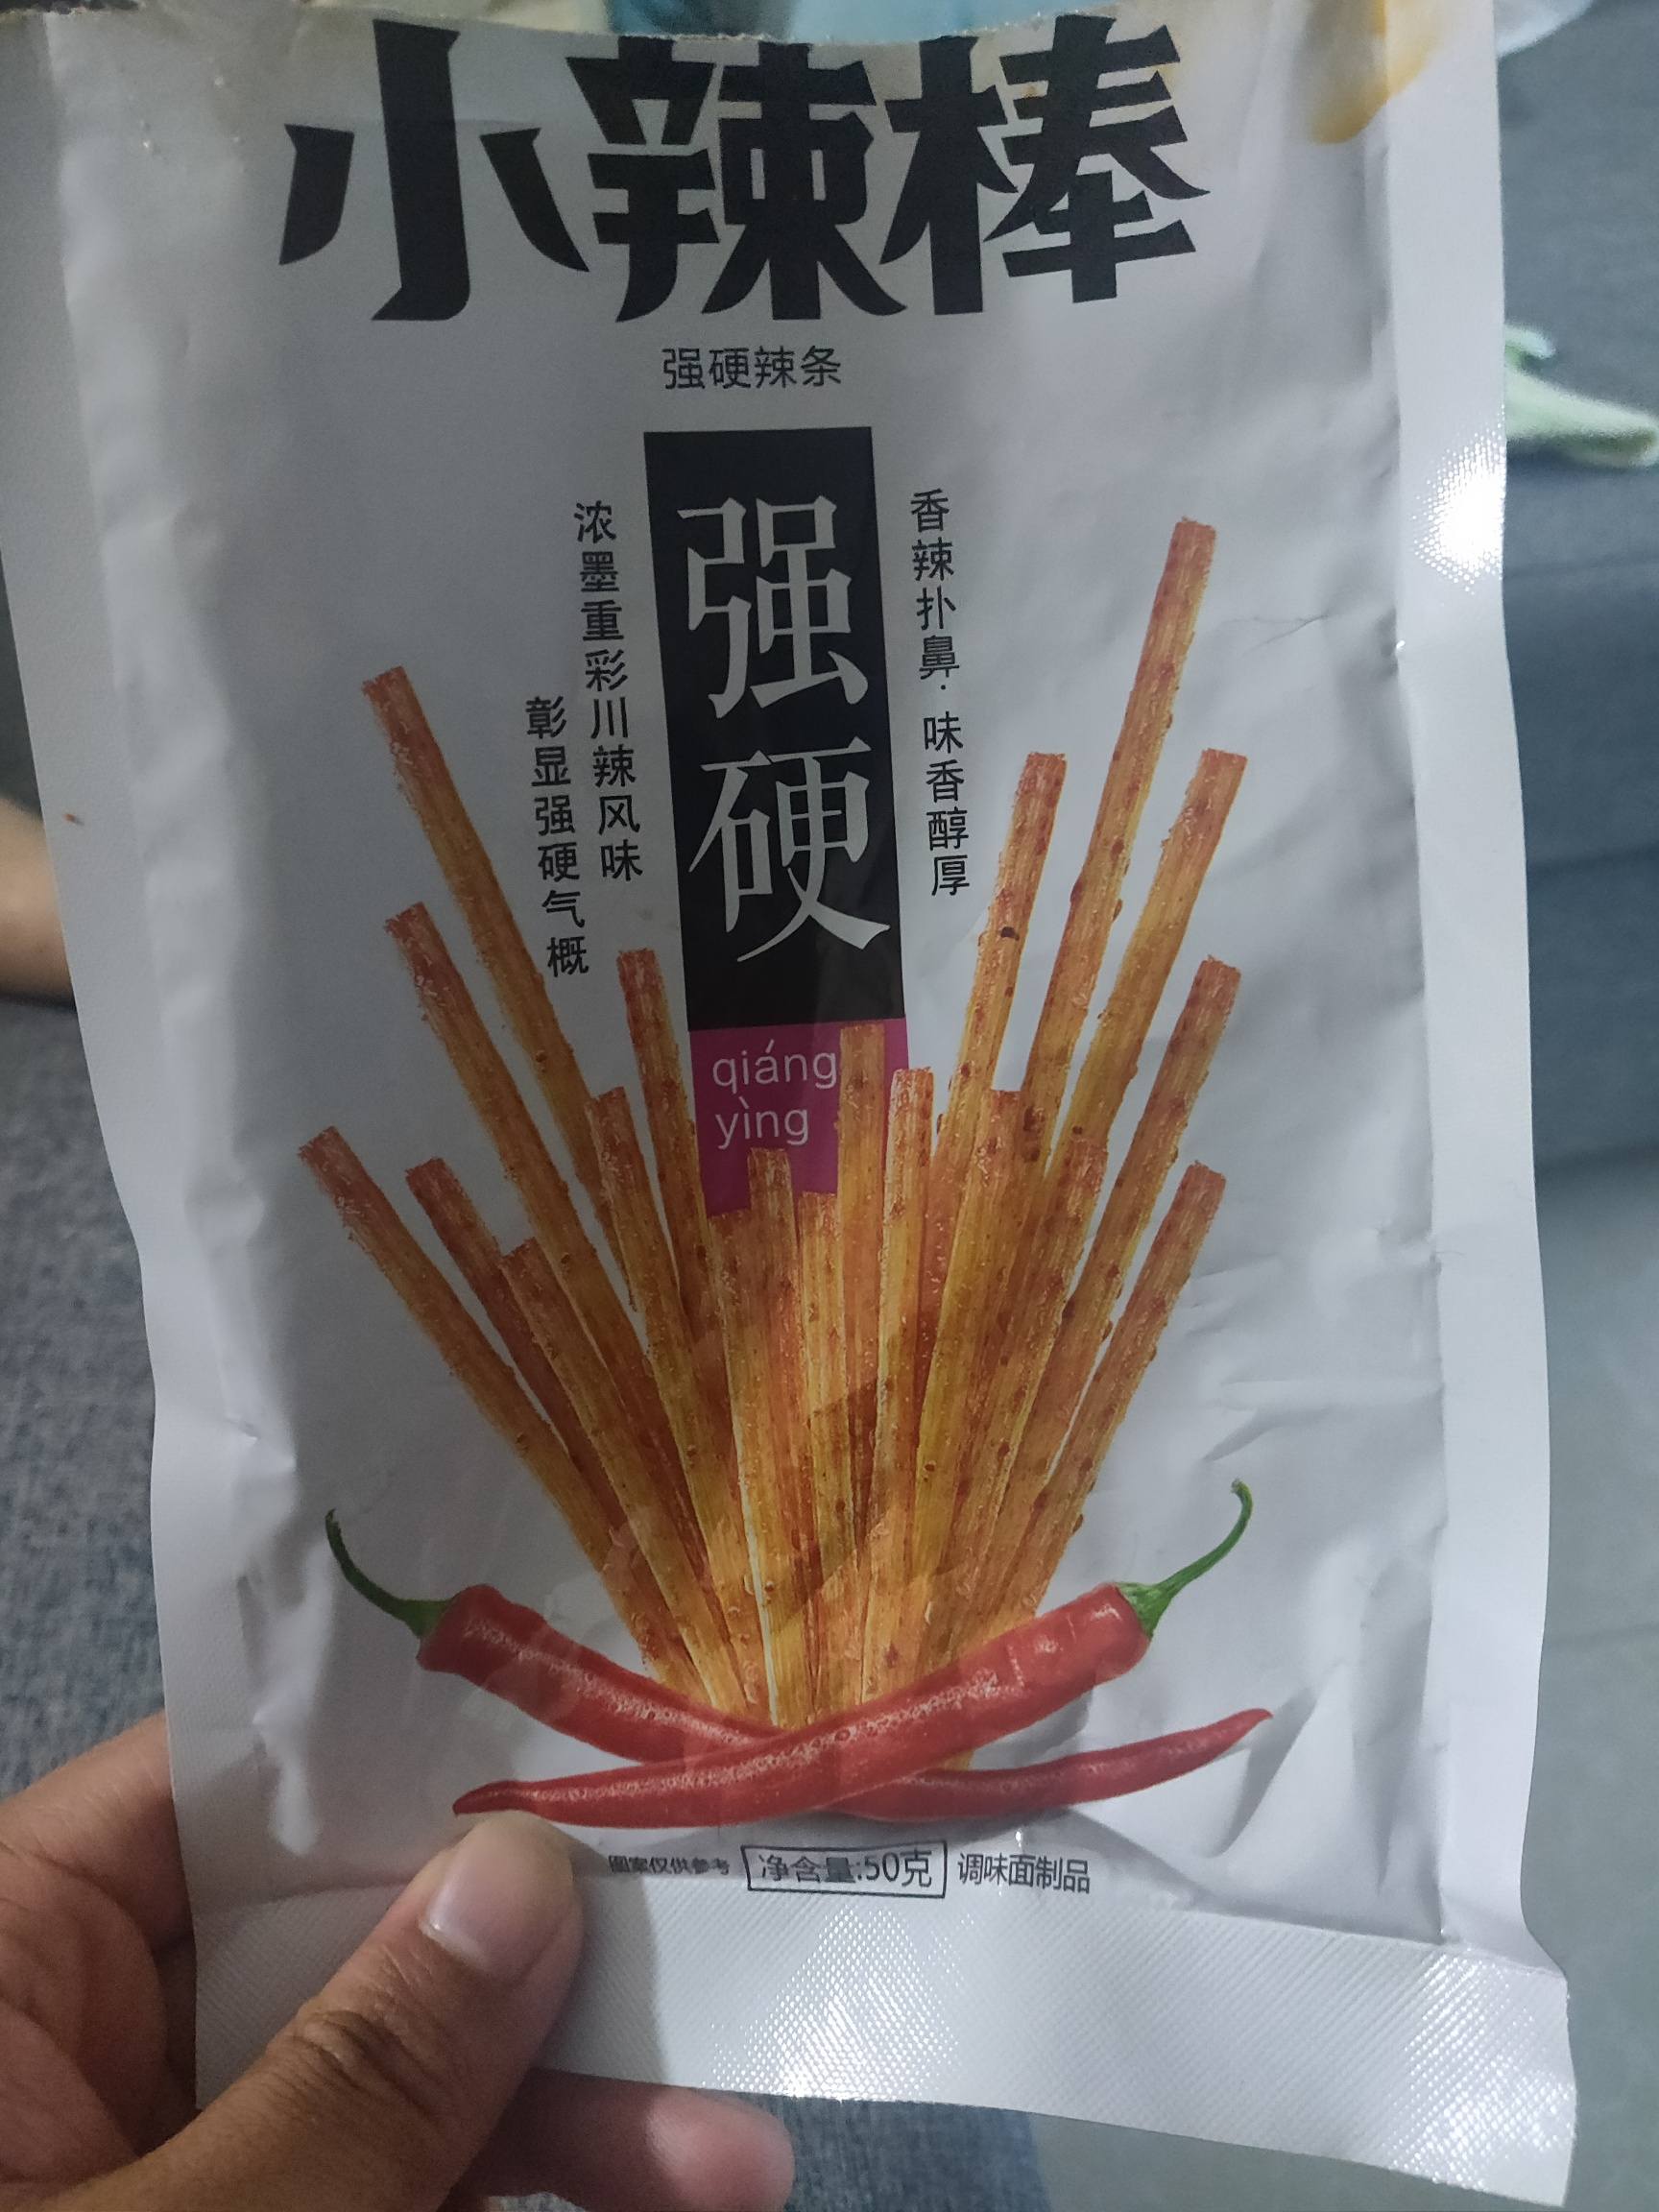 小辣棒
强硬辣条
强硬
qiáng
yìng
香辣扑鼻·味香醇厚
浓墨重彩川辣风味
彰显强硬气概
图案仅供参考
净含量:50克
调味面制品